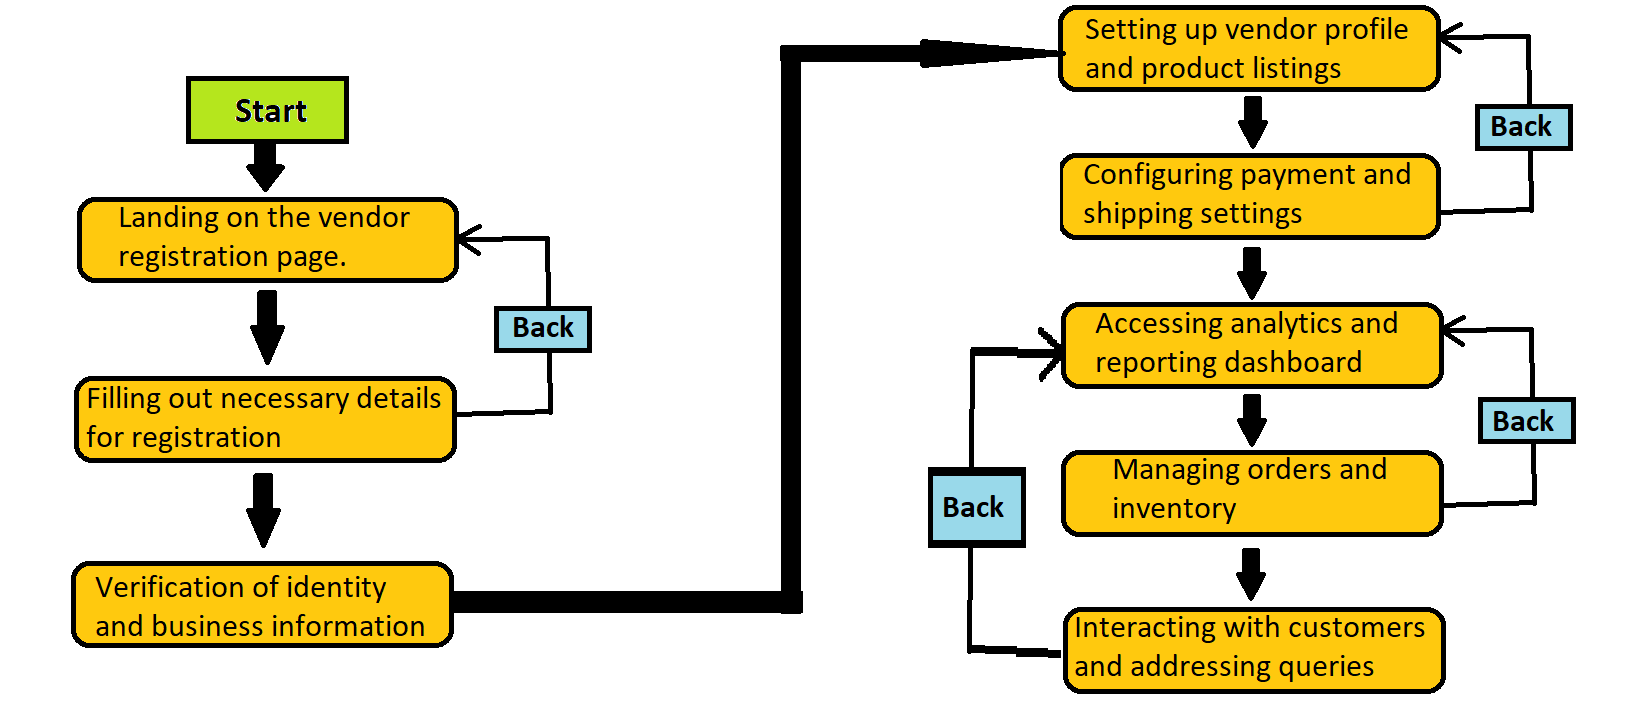 Start
Landing on the vendor
registration page.
Back
Filling out necessary details
for registration
Verification of identity
and business information
Setting up vendor profile
and product listings
Back
Configuring payment and
shipping settings
Accessing analytics and
reporting dashboard
Back
Managing orders and
inventory
Back
Interacting with customers
and addressing queries